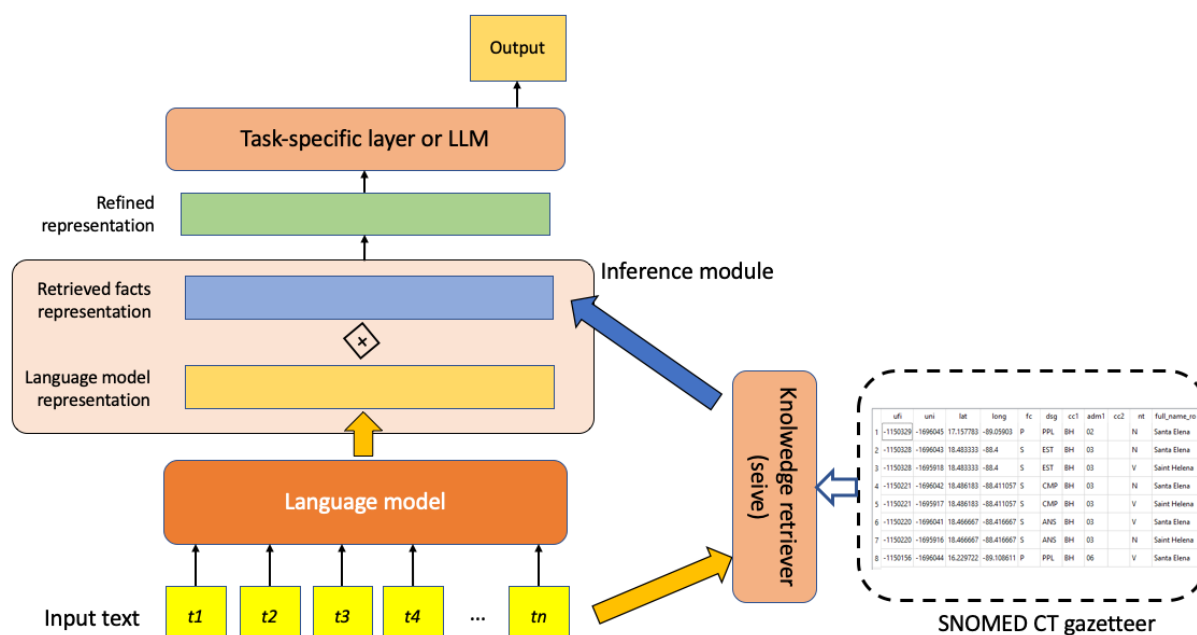 Output
Task-specific layer or LLM
Refined
representation
Inference module
Retrieved facts
representation
+
Language model
representation
Language model
Input text
t1 t2 t3 t4 ... tn
Knolwedge retriever
(seive)
ufi uni lat long fc dsg cc1 adm1 cc2 nt full_name_ro
1 -1150329 -1696045 17.157783 -89.05903 P PPL BH 02 N Santa Elena
2 -1150328 -1696043 18.483333 -88.4 S EST BH 03 N Santa Elena
3 -1150328 -1695918 18.483333 -88.4 S EST BH 03 V Saint Helena
4 -1150221 -1696042 18.486183 -88.411057 S CMP BH 03 N Santa Elena
5 -1150221 -1695917 18.486183 -88.411057 S CMP BH 03 V Saint Helena
6 -1150220 -1696041 18.466667 -88.416667 S ANS BH 03 V Santa Elena
7 -1150220 -1695916 18.466667 -88.416667 S ANS BH 03 N Saint Helena
8 -1150156 -1696044 16.229722 -89.108611 P PPL BH 06 V Santa Elena
SNOMED CT gazetteer